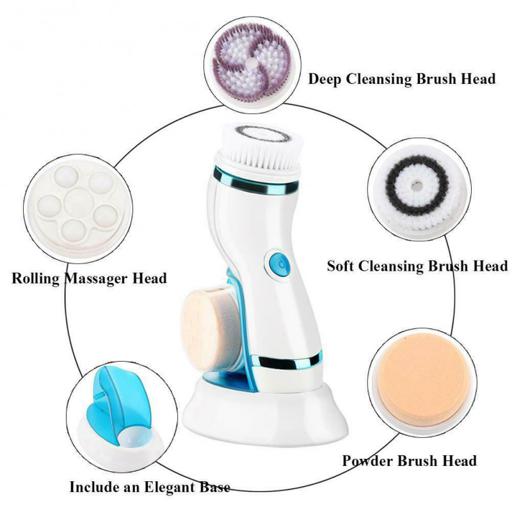 Deep Cleansing Brush Head
Rolling Massager Head
Soft Cleansing Brush Head
Powder Brush Head
Include an Elegant Base